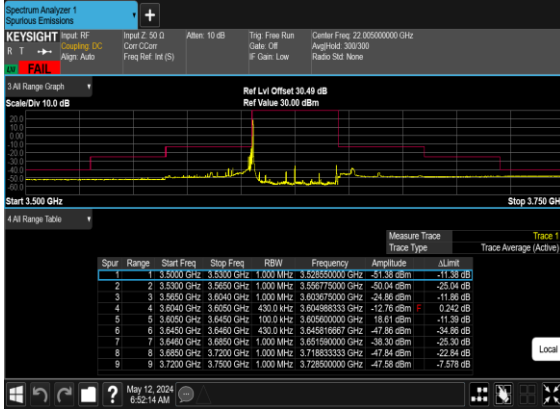 Spectrum Analyzer 1
Spurious Emissions
+
KEYSIGHT Input: RF Input Z: 50 Ω Atten: 10 dB Trig: Free Run Center Freq: 22.005000000 GHz
R T Coupling: DC Corr CCorr Gate: Off Avg|Hold: 300/300
Align: Auto Freq Ref: Int (S) IF Gain: Low Radio Std: None
FAIL
3 All Range Graph
Ref Lvl Offset 30.49 dB
Scale/Div 10.0 dB Ref Value 30.00 dBm
20.0
10.0
0.00
-10.0
-20.0
-30.0
-40.0
-50.0
-60.0
Start 3.500 GHz Stop 3.750 GH
4 All Range Table
Measure Trace Trace 1
Trace Type Trace Average (Active)
Spur Range Start Freq Stop Freq RBW Frequency Amplitude ΔLimit
1 1 3.5000 GHz 3.5300 GHz 1.000 MHz 3.528550000 GHz -51.38 dBm -11.38 dB
2 2 3.5300 GHz 3.5650 GHz 1.000 MHz 3.556775000 GHz -50.04 dBm -25.04 dB
3 3 3.5650 GHz 3.6040 GHz 1.000 MHz 3.603675000 GHz -24.86 dBm -11.86 dB
4 4 3.6040 GHz 3.6050 GHz 430.0 kHz 3.604988333 GHz -12.76 dBm F 0.242 dB
5 5 3.6050 GHz 3.6450 GHz 100.0 kHz 3.605600000 GHz 18.61 dBm -11.39 dB
6 6 3.6450 GHz 3.6460 GHz 430.0 kHz 3.645816667 GHz -47.86 dBm -34.86 dB
7 7 3.6460 GHz 3.6850 GHz 1.000 MHz 3.651590000 GHz -38.30 dBm -25.30 dB
8 8 3.6850 GHz 3.7200 GHz 1.000 MHz 3.718833333 GHz -47.84 dBm -22.84 dB
9 9 3.7200 GHz 3.7500 GHz 1.000 MHz 3.728500000 GHz -47.58 dBm -7.578 dB
Local
? May 12, 2024
6:52:14 AM